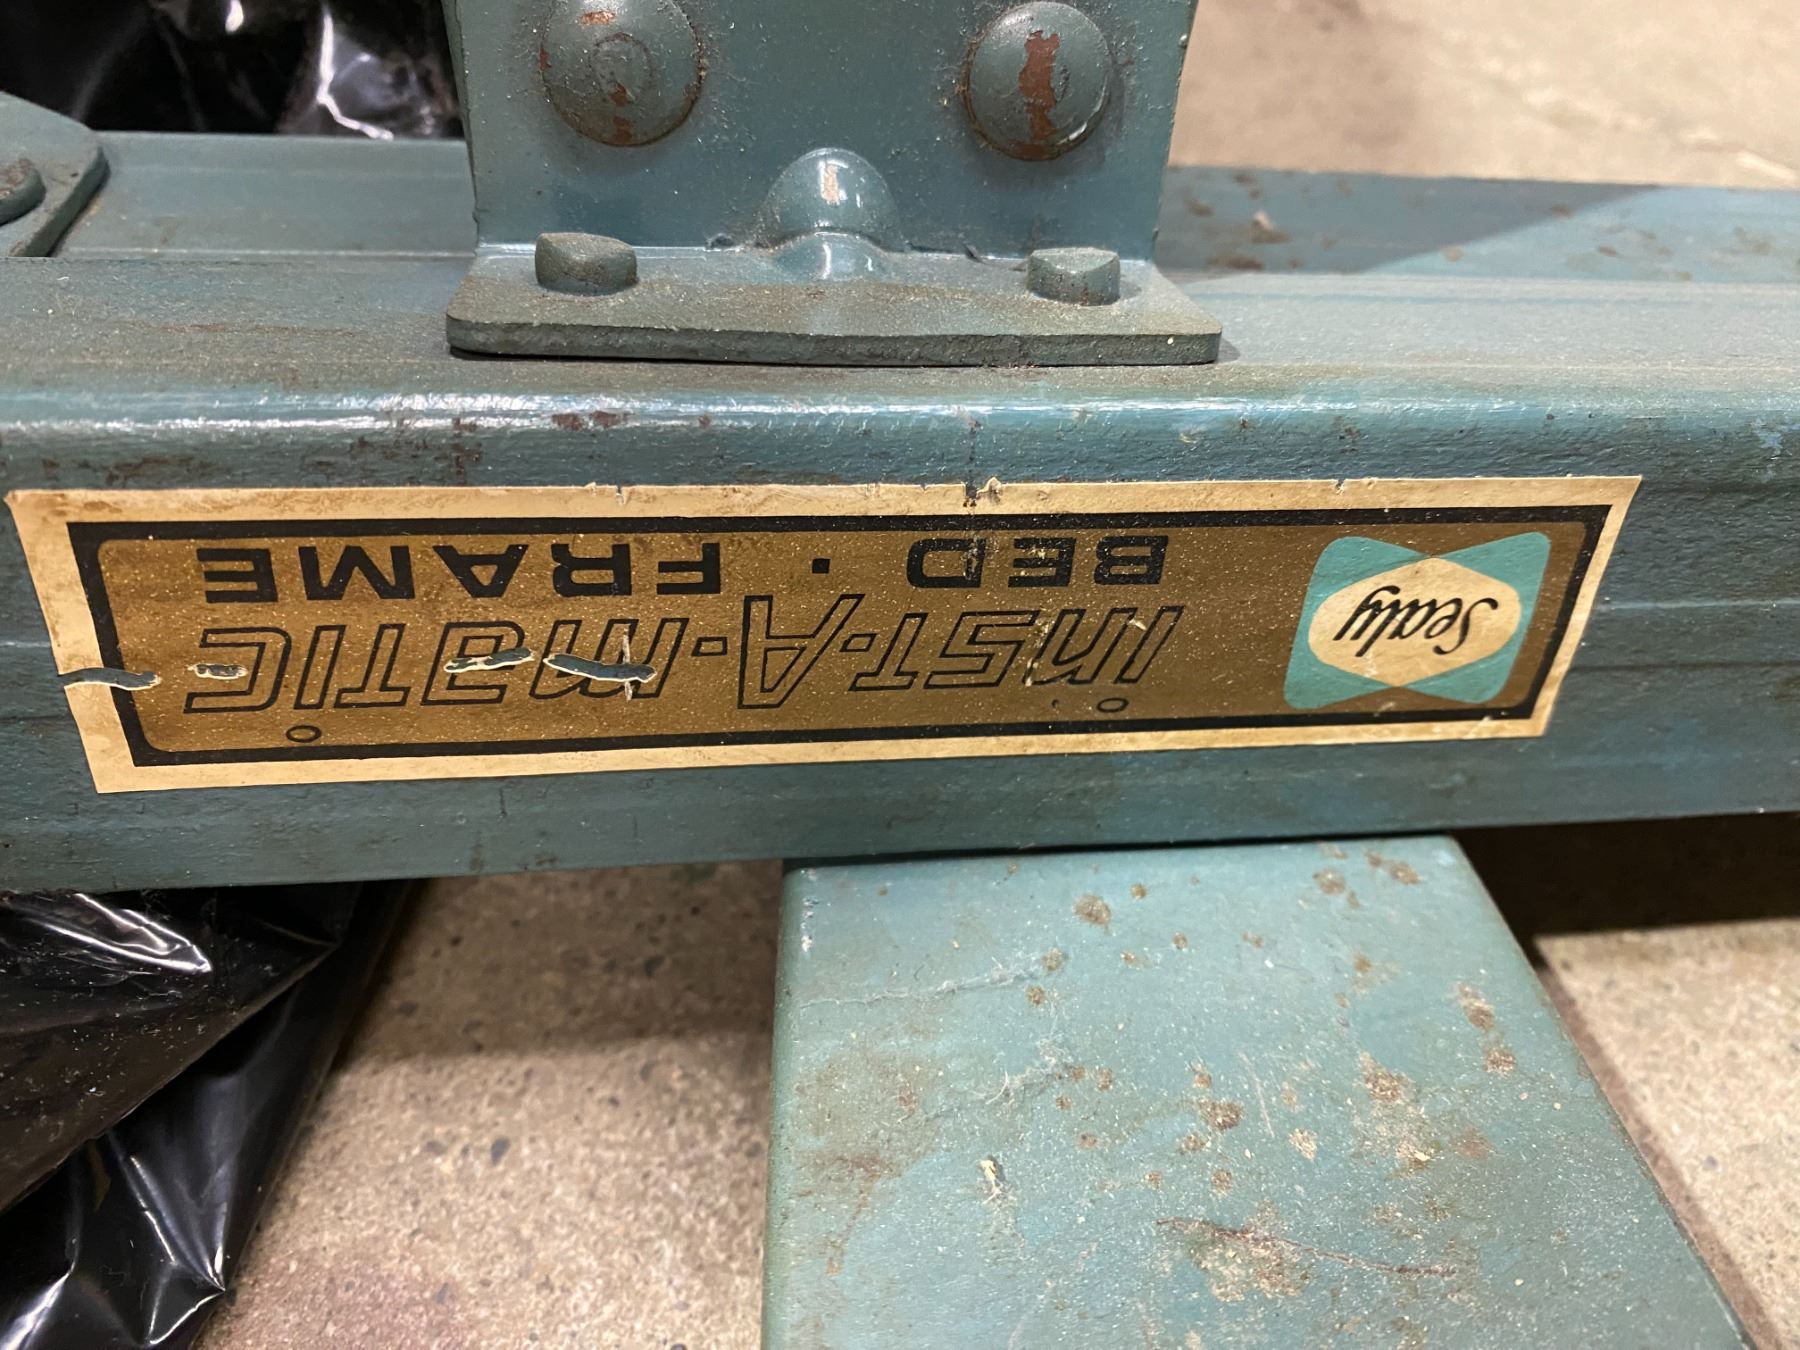 Sealy
inst-A-matic
BED • FRAME